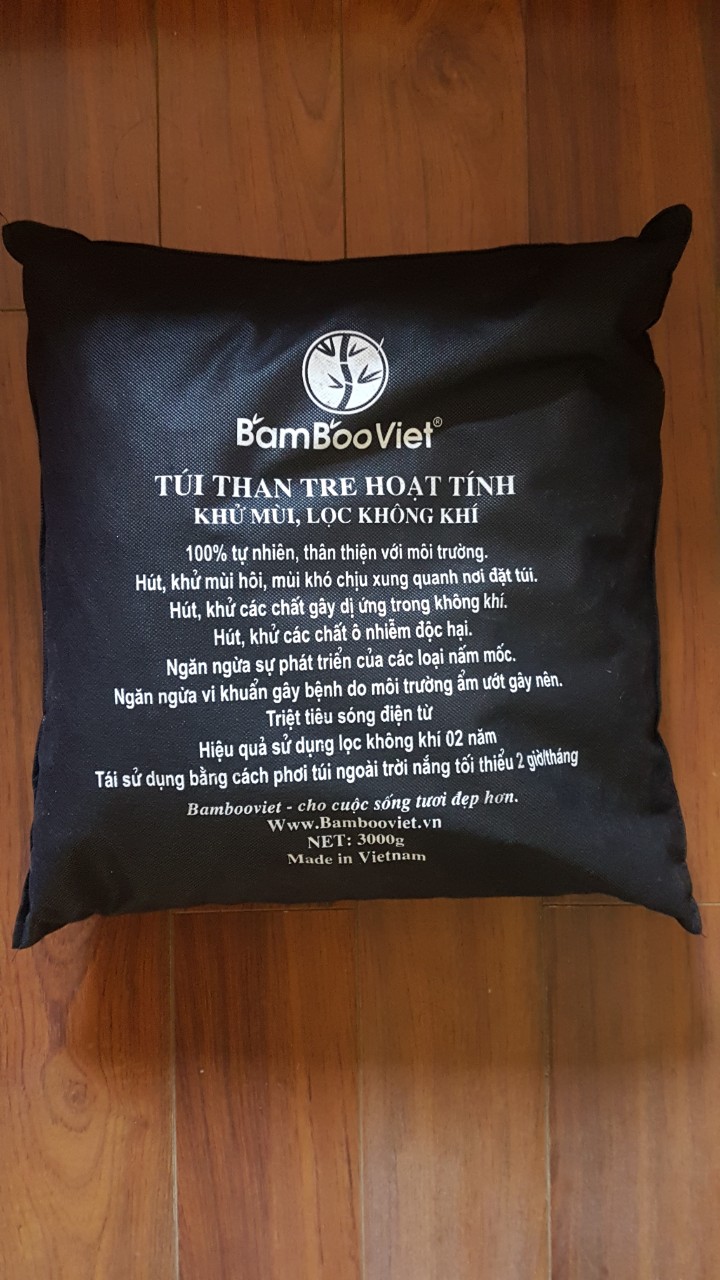 BamBooViet®
TÚI THAN TRE HOẠT TÍNH
KHỬ MÙI, LỌC KHÔNG KHÍ
100% tự nhiên, thân thiện với môi trường.
Hút, khử mùi hôi, mùi khó chịu xung quanh nơi đặt túi.
Hút, khử các chất gây dị ứng trong không khí.
Hút, khử các chất ô nhiễm độc hại.
Ngăn ngừa sự phát triển của các loại nấm mốc.
Ngăn ngừa vi khuẩn gây bệnh do môi trường ẩm ướt gây nên.
Triệt tiêu sóng điện từ
Hiệu quả sử dụng lọc không khí 02 năm
Tái sử dụng bằng cách phơi túi ngoài trời nắng tối thiểu 2 giờ/tháng
Bambooviet - cho cuộc sống tươi đẹp hơn.
Www.Bambooviet.vn
NET: 3000g
Made in Vietnam